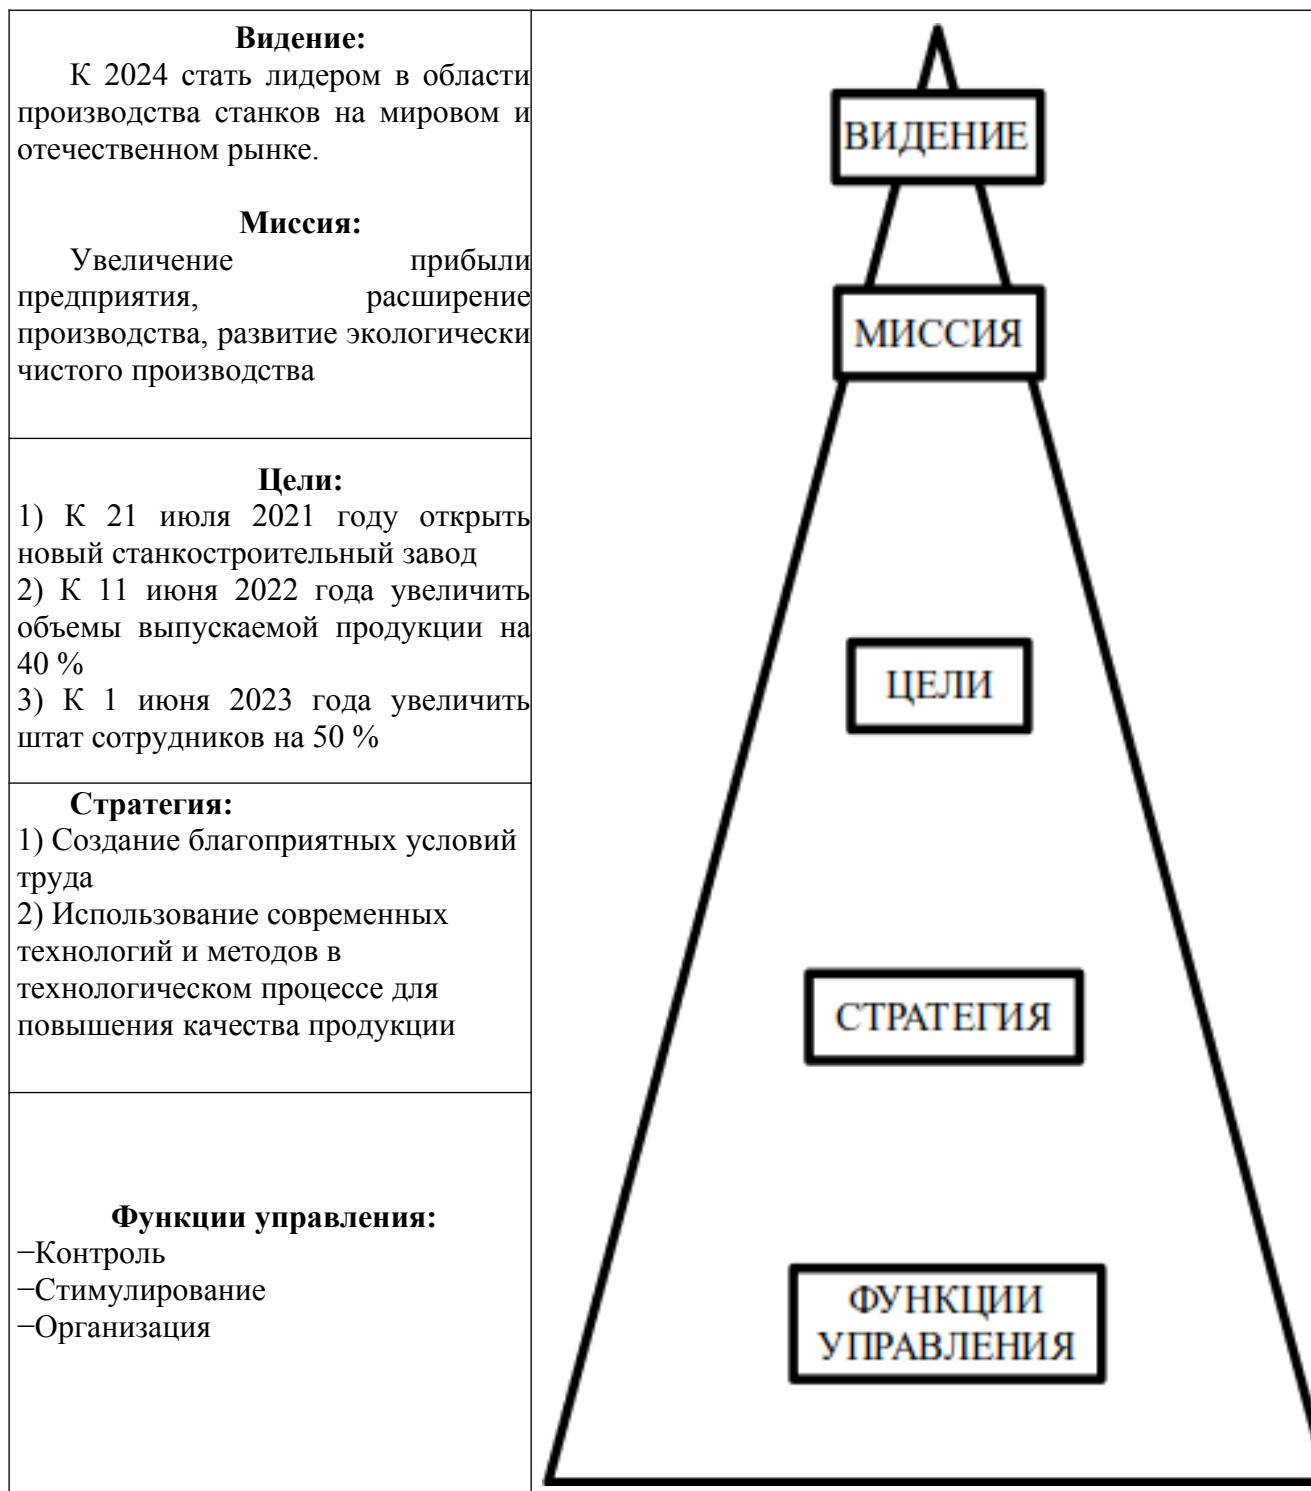 Видение:
К 2024 стать лидером в области
производства станков на мировом и
отечественном рынке.
Миссия:
Увеличение прибыли
предприятия, расширение
производства, развитие экологически
чистого производства
Цели:
1) К 21 июля 2021 году открыть
новый станкостроительный завод
2) К 11 июня 2022 года увеличить
объемы выпускаемой продукции на
40 %
3) К 1 июня 2023 года увеличить
штат сотрудников на 50 %
Стратегия:
1) Создание благоприятных условий
труда
2) Использование современных
технологий и методов в
технологическом процессе для
повышения качества продукции
Функции управления:
−Контроль
−Стимулирование
−Организация
ВИДЕНИЕ
МИССИЯ
ЦЕЛИ
СТРАТЕГИЯ
ФУНКЦИИ
УПРАВЛЕНИЯ